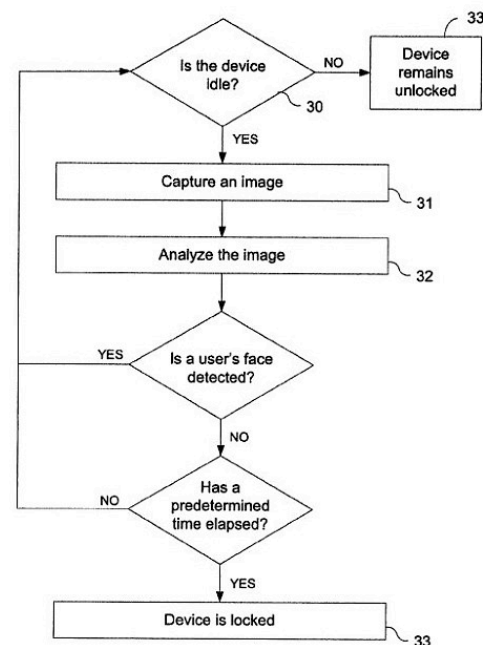 33
Is the device
idle?
NO
Device
remains
unlocked
30
YES
Capture an image
31
Analyze the image
32
YES
Is a user's face
detected?
NO
NO
Has a
predetermined
time elapsed?
YES
Device is locked
33